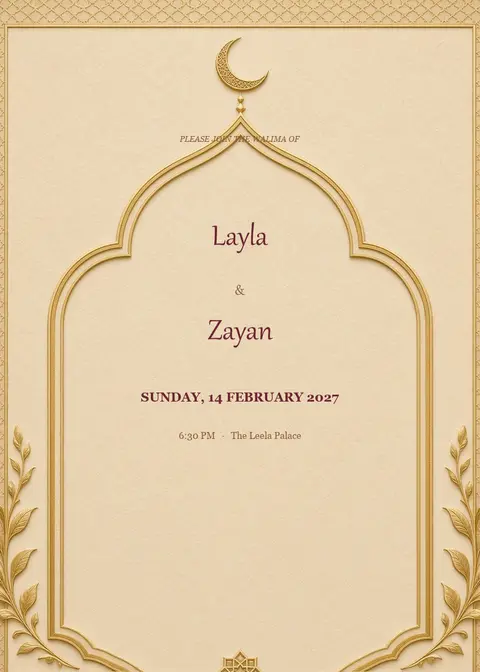 PLEASE JOIN THE WALIMA OF
Layla
&
Zayan
SUNDAY, 14 FEBRUARY 2027
6:30 PM · The Leela Palace